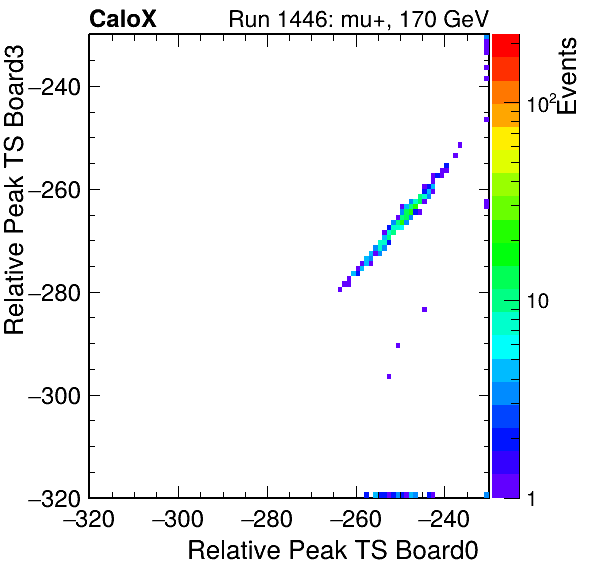 CaloX Run 1446: mu+, 170 GeV
Relative Peak TS Board3
−240
−260
−280
−300
−320
−320 −300 −280 −260 −240
Relative Peak TS Board0
Events
10²
10
1